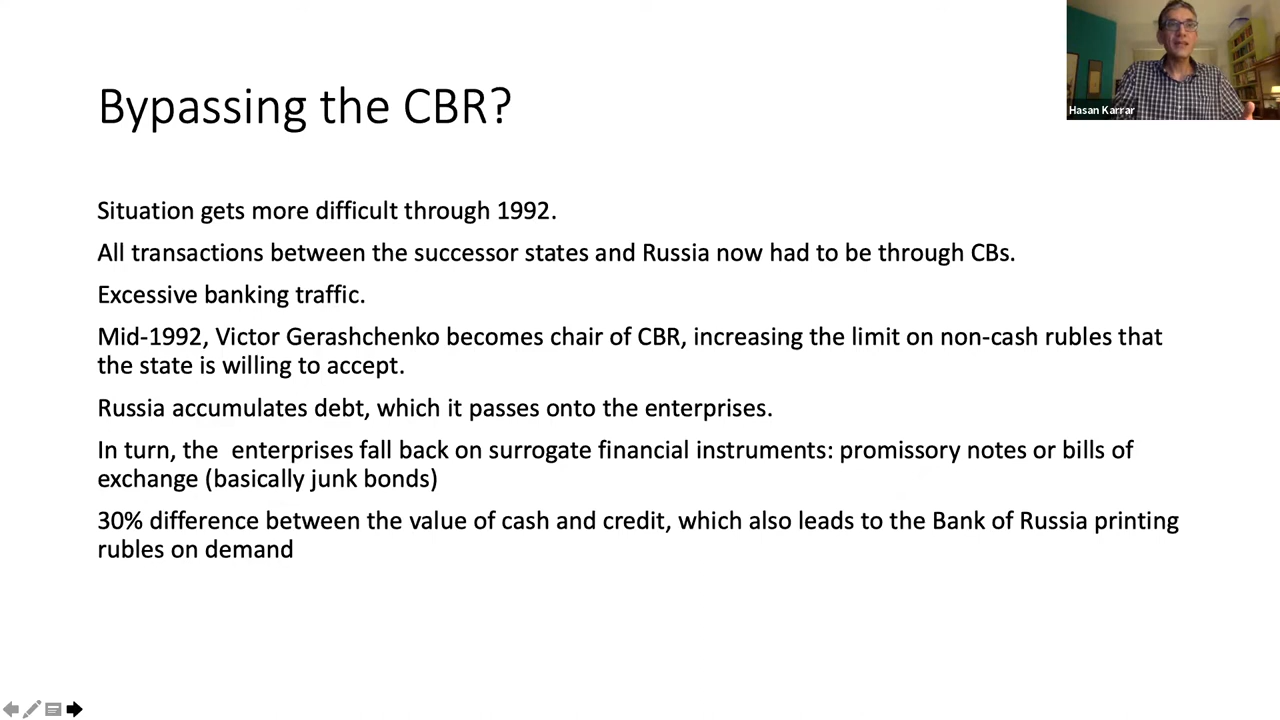 Hasan Karrar
Bypassing the CBR?
Situation gets more difficult through 1992.
All transactions between the successor states and Russia now had to be through CBs.
Excessive banking traffic.
Mid-1992, Victor Gerashchenko becomes chair of CBR, increasing the limit on non-cash rubles that
the state is willing to accept.
Russia accumulates debt, which it passes onto the enterprises.
In turn, the  enterprises fall back on surrogate financial instruments: promissory notes or bills of
exchange (basically junk bonds)
30% difference between the value of cash and credit, which also leads to the Bank of Russia printing
rubles on demand